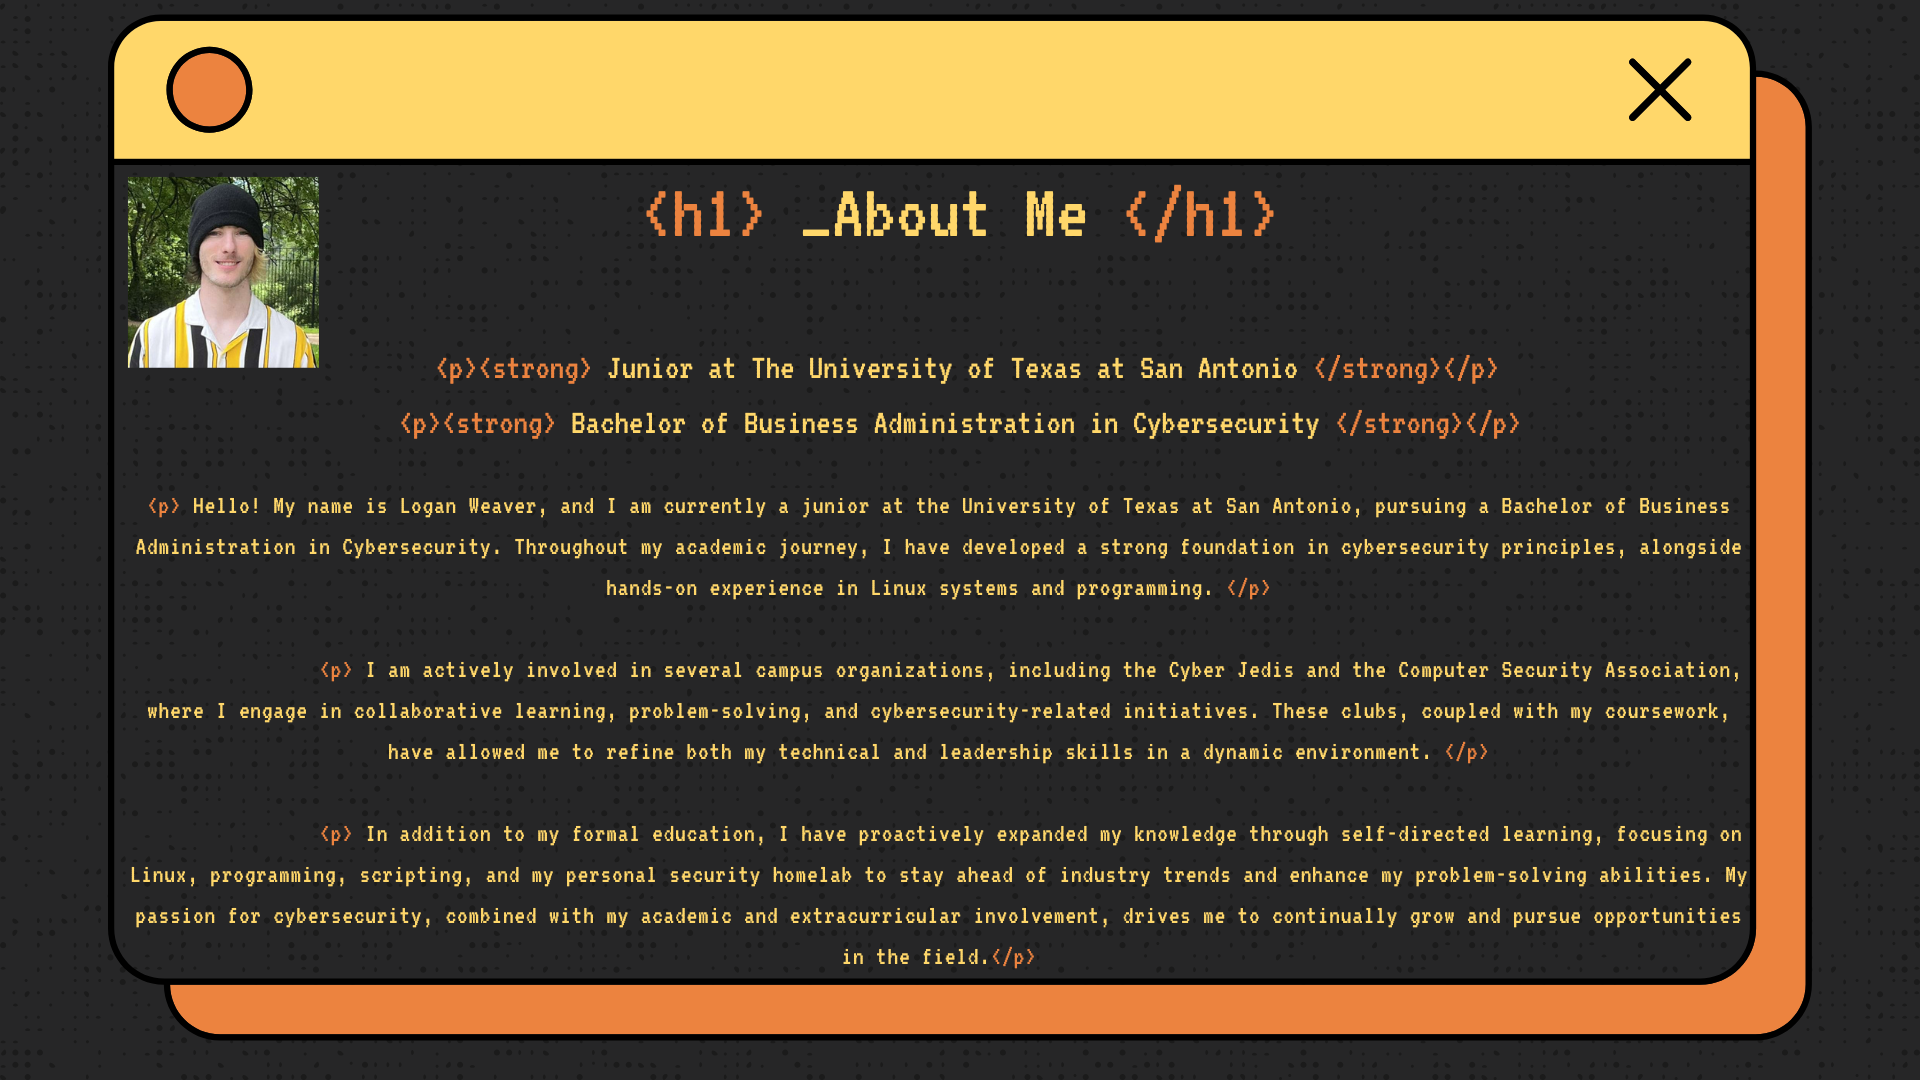 <h1> _About Me </h1>
<p><strong> Junior at The University of Texas at San Antonio </strong></p>
<p><strong> Bachelor of Business Administration in Cybersecurity </strong></p>
<p> Hello! My name is Logan Weaver, and I am currently a junior at the University of Texas at San Antonio, pursuing a Bachelor of Business
Administration in Cybersecurity. Throughout my academic journey, I have developed a strong foundation in cybersecurity principles, alongside
hands-on experience in Linux systems and programming. </p>
<p> I am actively involved in several campus organizations, including the Cyber Jedis and the Computer Security Association,
where I engage in collaborative learning, problem-solving, and cybersecurity-related initiatives. These clubs, coupled with my coursework,
have allowed me to refine both my technical and leadership skills in a dynamic environment. </p>
<p> In addition to my formal education, I have proactively expanded my knowledge through self-directed learning, focusing on
Linux, programming, scripting, and my personal security homelab to stay ahead of industry trends and enhance my problem-solving abilities. My
passion for cybersecurity, combined with my academic and extracurricular involvement, drives me to continually grow and pursue opportunities
in the field.</p>